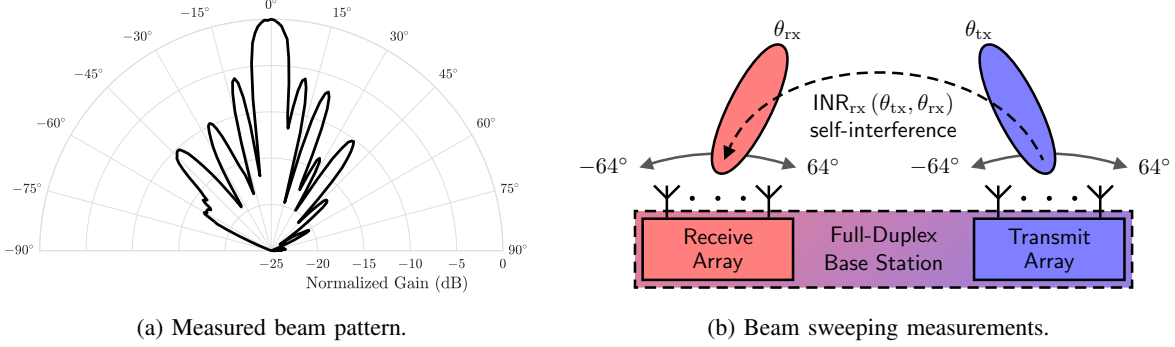 0°
−15°
15°
−30°
30°
−45°
45°
−60°
60°
−75°
75°
−90°
90°
−25
−20
−15
−10
−5
0
Normalized Gain (dB)
(a) Measured beam pattern.
θrx
θtx
INRrx (θtx, θrx)
self-interference
−64°
64°
−64°
64°
Receive
Array
Full-Duplex
Base Station
Transmit
Array
(b) Beam sweeping measurements.